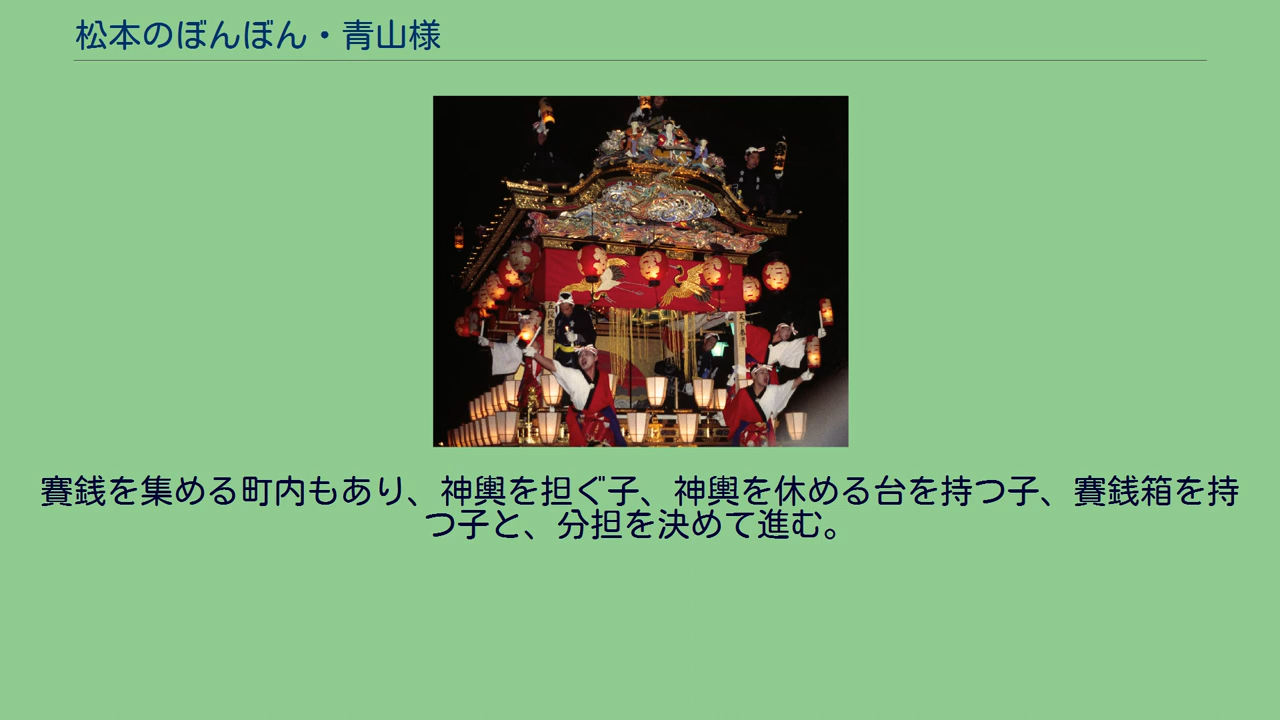 松本のぼんぼん・青山様
賽銭を集める町内もあり、神輿を担ぐ子、神輿を休める台を持つ子、賽銭箱を持
つ子と、分担を決めて進む。